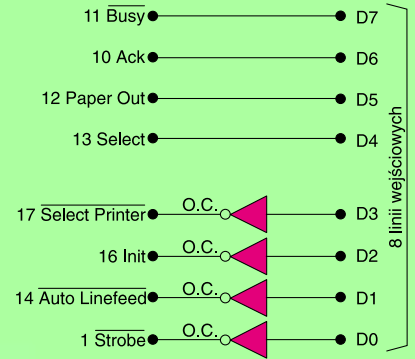 11 Busy D7
10 Ack D6
12 Paper Out D5
13 Select D4
17 Select Printer O.C. D3
16 Init O.C. D2
14 Auto Linefeed O.C. D1
1 Strobe O.C. D0
8 linii wejściowych